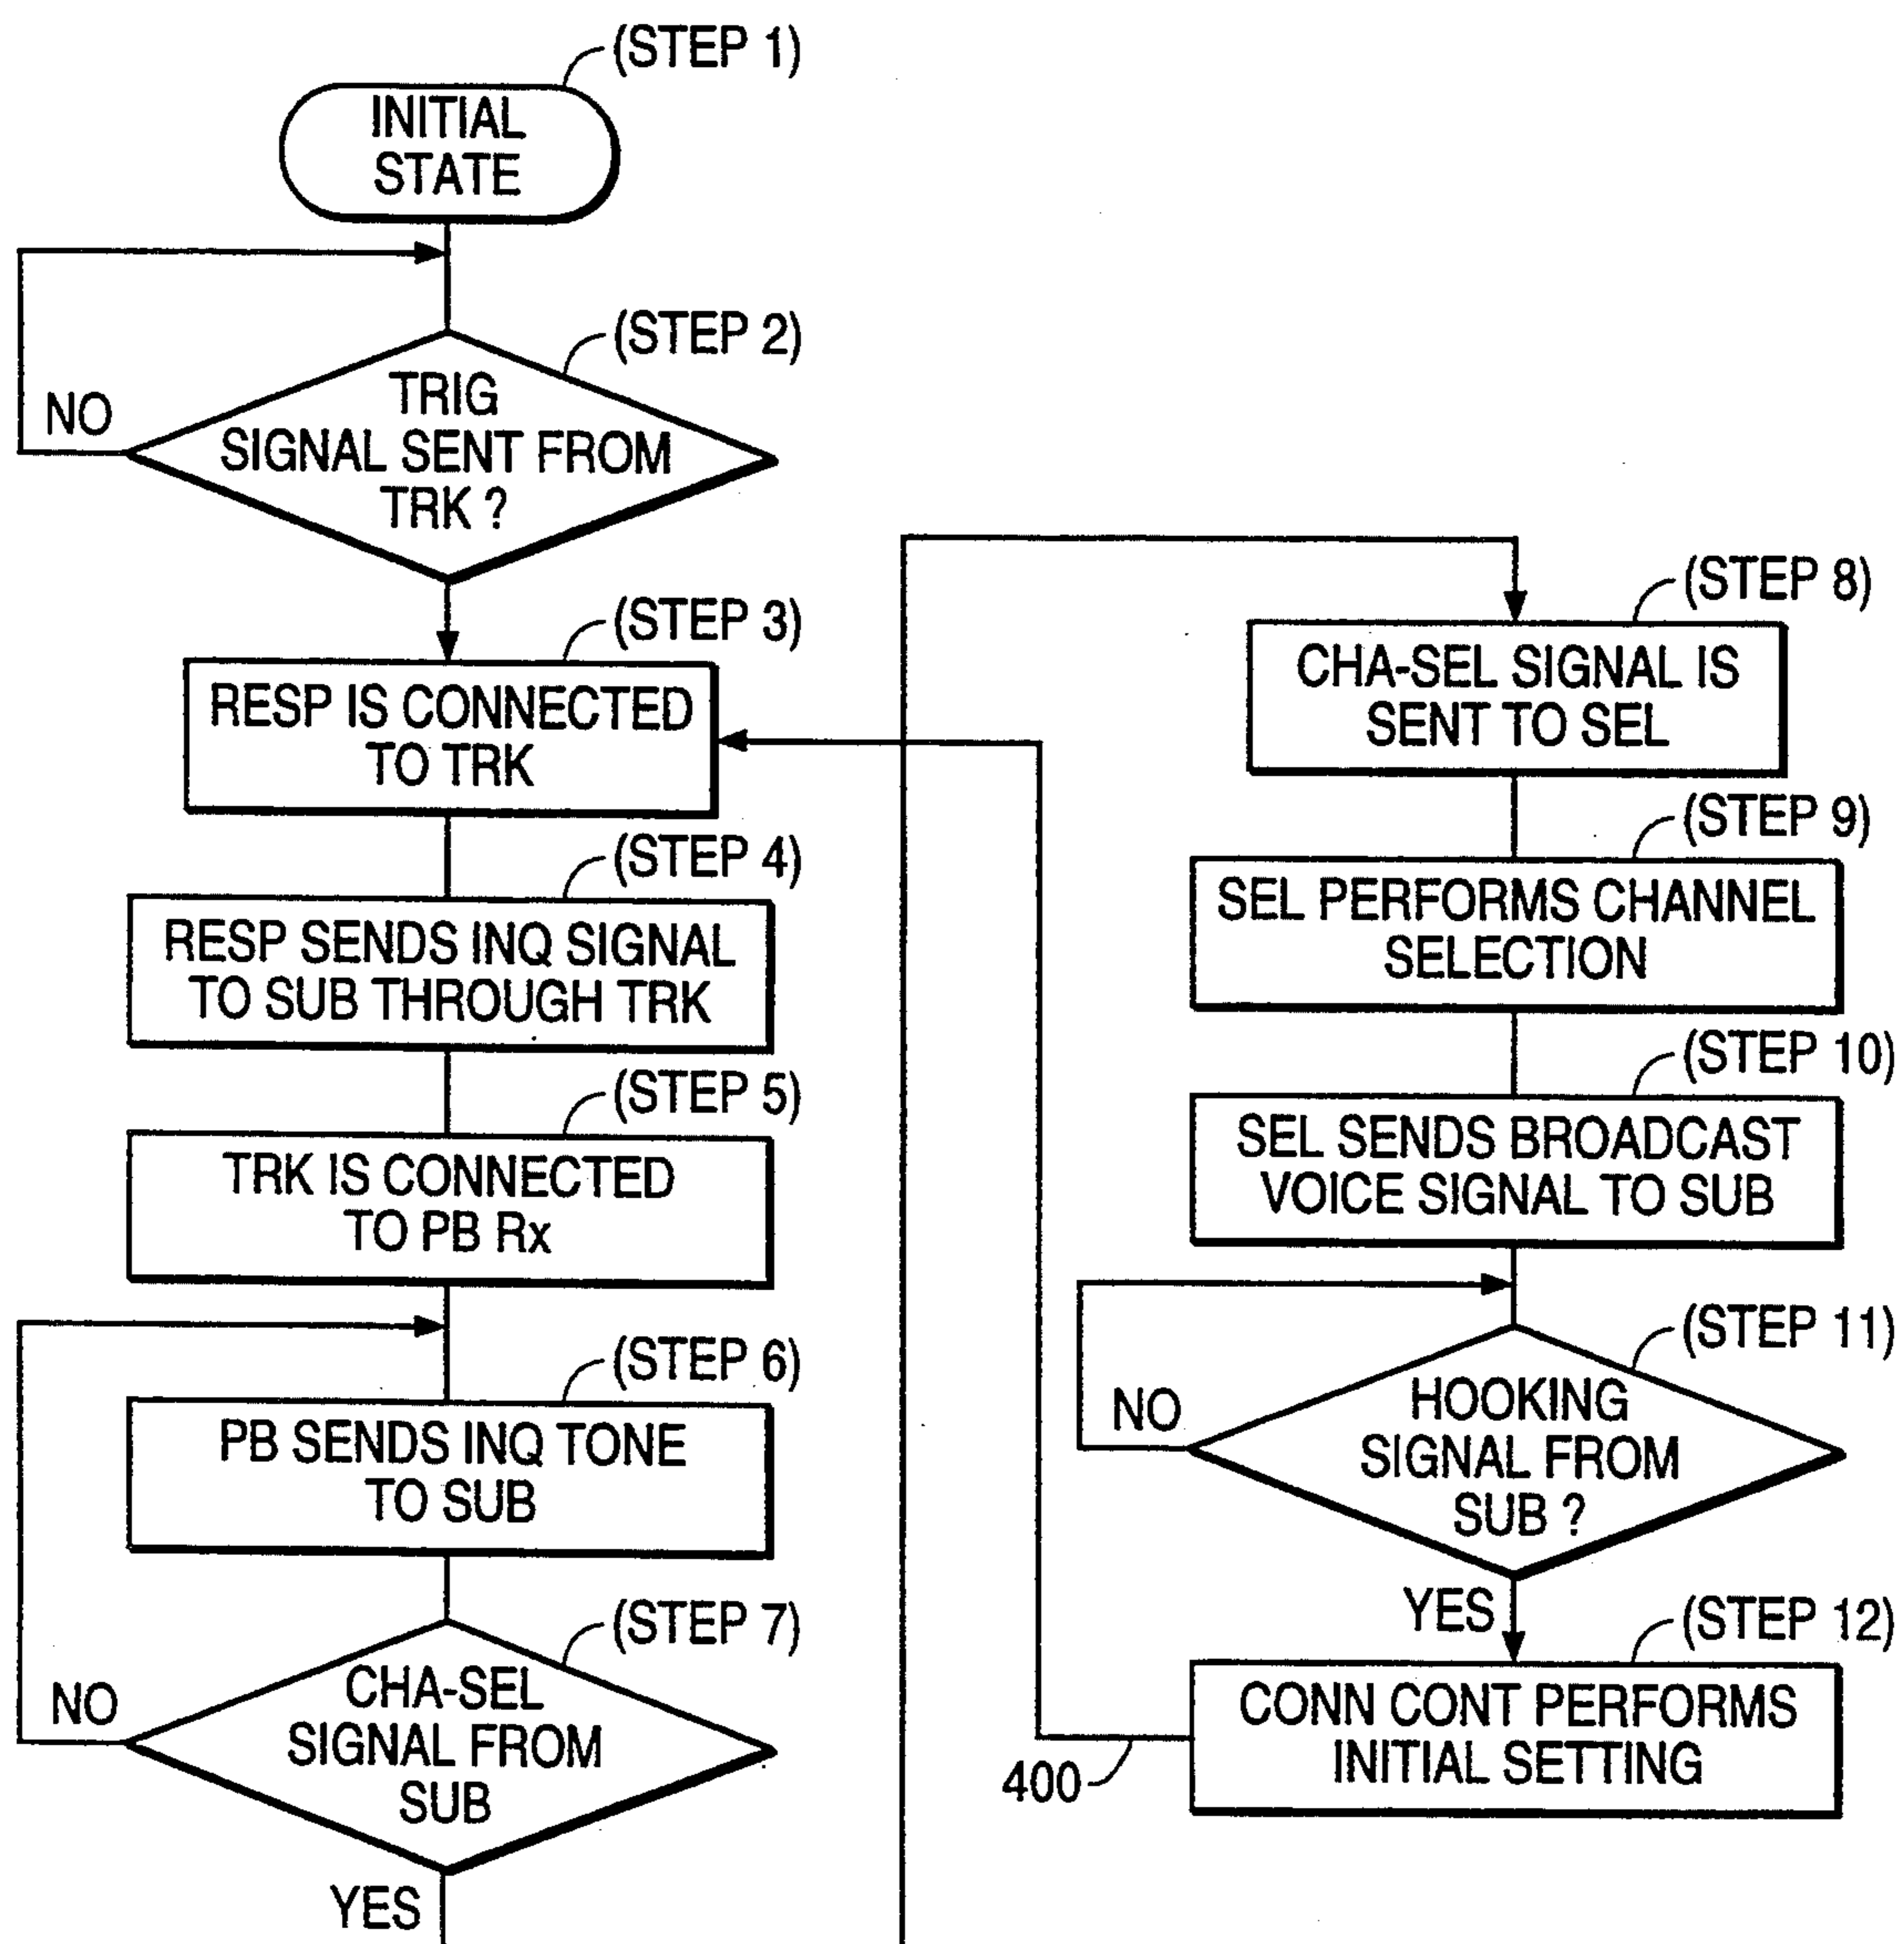 (STEP 1)
INITIAL
STATE
(STEP 2)
TRIG
SIGNAL SENT FROM
TRK ?
NO
(STEP 3)
RESP IS CONNECTED
TO TRK
(STEP 4)
RESP SENDS INQ SIGNAL
TO SUB THROUGH TRK
(STEP 5)
TRK IS CONNECTED
TO PB Rx
(STEP 6)
PB SENDS INQ TONE
TO SUB
(STEP 7)
CHA-SEL
SIGNAL FROM
SUB
NO
YES
(STEP 8)
CHA-SEL SIGNAL IS
SENT TO SEL
(STEP 9)
SEL PERFORMS CHANNEL
SELECTION
(STEP 10)
SEL SENDS BROADCAST
VOICE SIGNAL TO SUB
(STEP 11)
HOOKING
SIGNAL FROM
SUB ?
NO
YES
(STEP 12)
CONN CONT PERFORMS
INITIAL SETTING
400